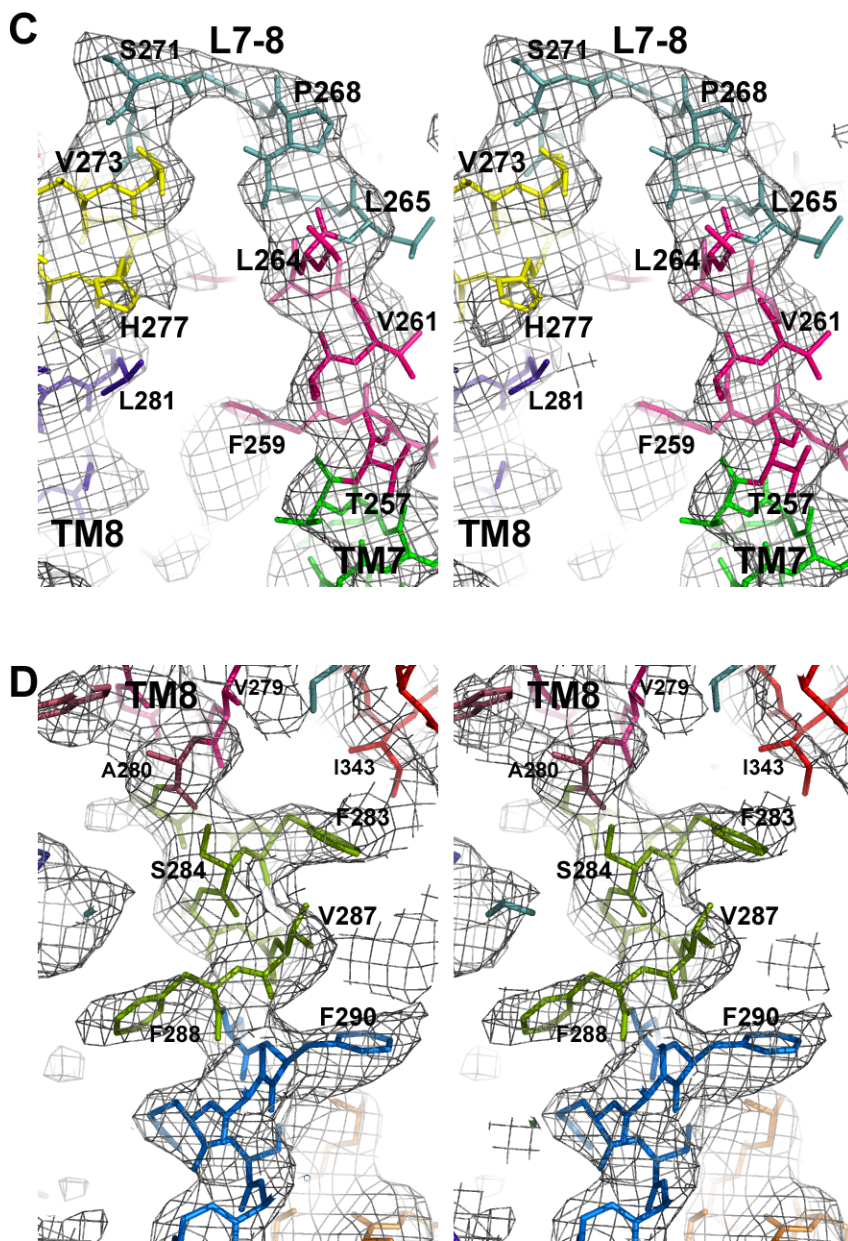 C
L7-8
L7-8
S271
S271
P268
P268
V273
V273
L265
L265
L264
L264
V261
V261
H277
H277
L281
L281
F259
F259
T257
T257
TM8
TM8
TM7
TM7
D
TM8
V279
TM8
V279
A280
I343
A280
I343
F283
F283
S284
S284
V287
V287
F288
F290
F288
F290